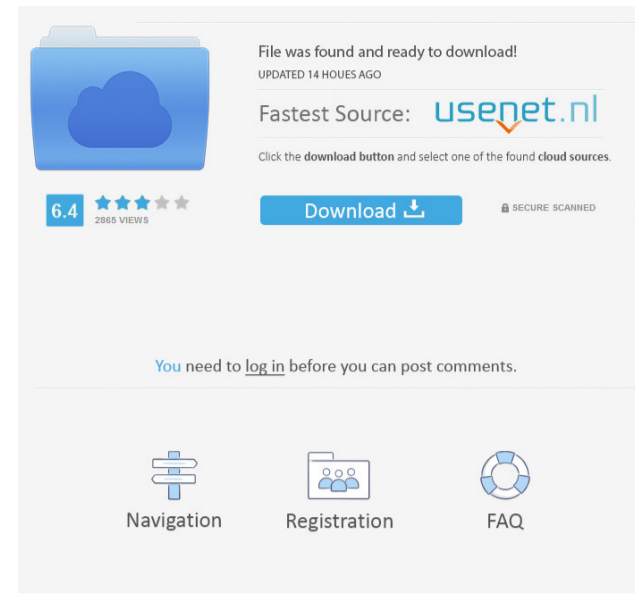 File was found and ready to download!
UPDATED 14 HOUES AGO
Fastest Source: usenet.nl
Click the download button and select one of the found cloud sources.
6.4
2865 VIEWS
Download
SECURE SCANNED
You need to log in before you can post comments.
Navigation
Registration
FAQ